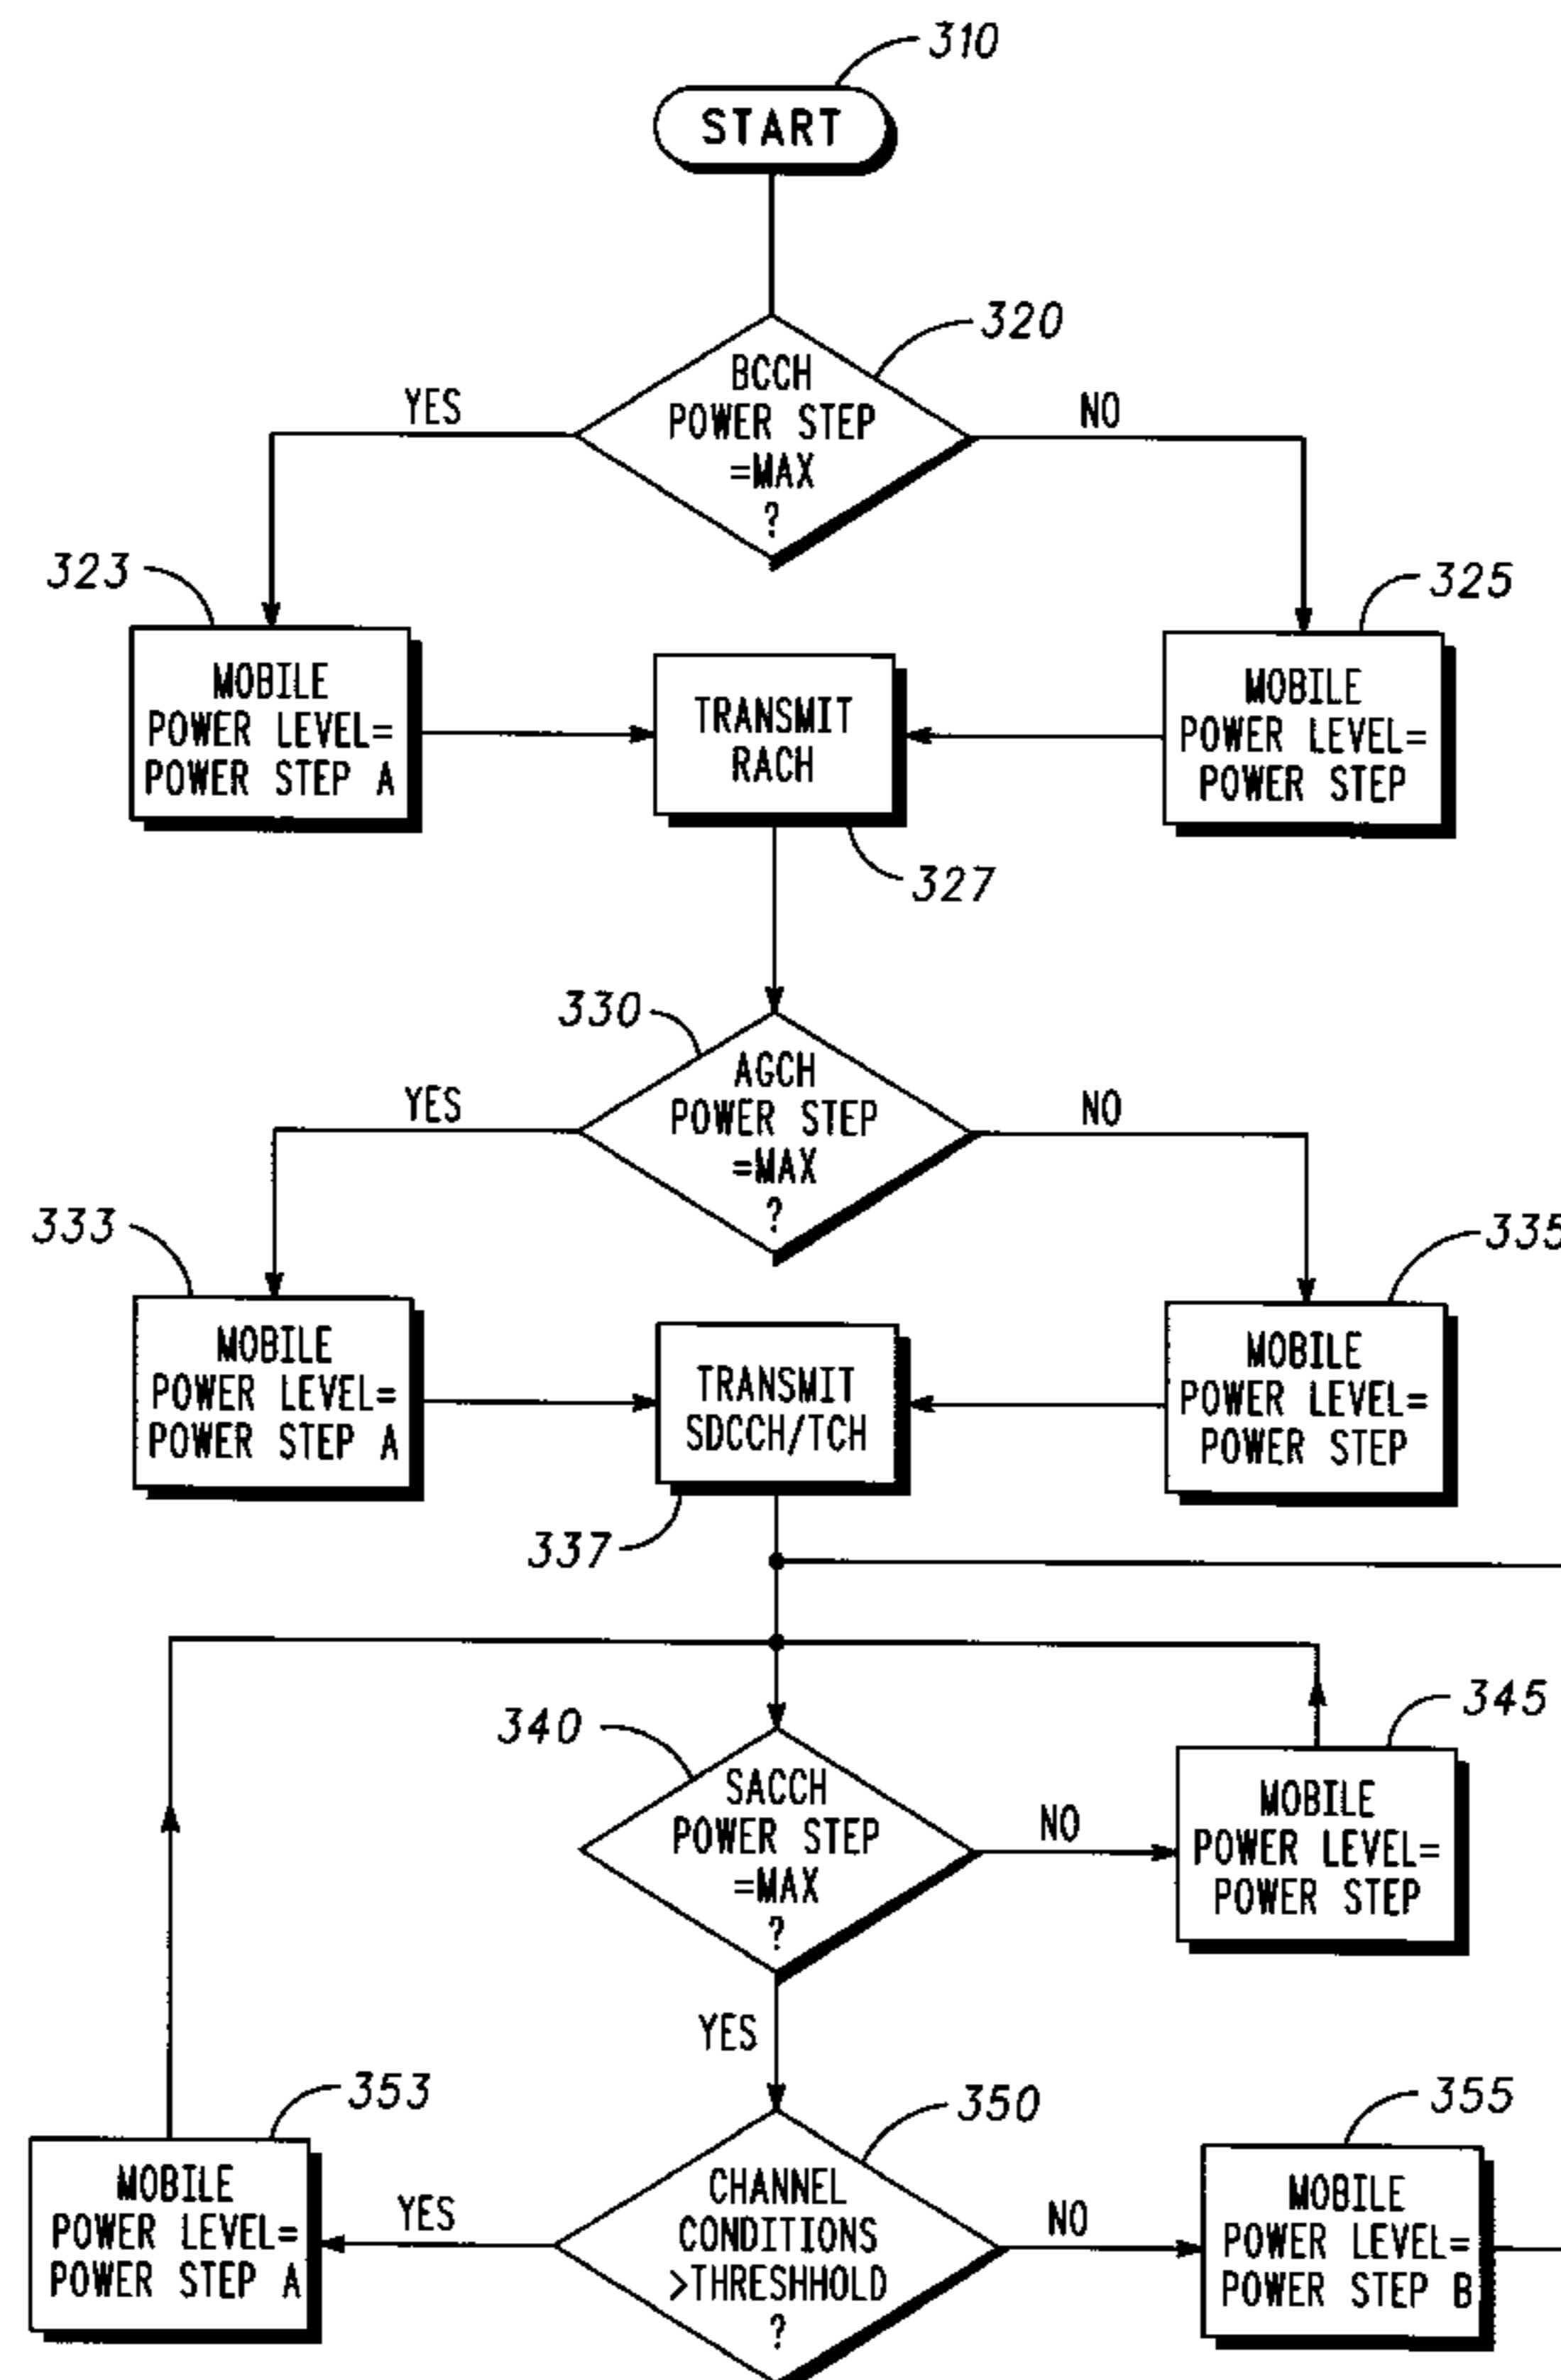 310
START
320
BCCH
POWER STEP
=MAX
?
YES
NO
323
MOBILE
POWER LEVEL=
POWER STEP A
TRANSMIT
RACH
327
325
MOBILE
POWER LEVEL=
POWER STEP
330
AGCH
POWER STEP
=MAX
?
YES
NO
333
MOBILE
POWER LEVEL=
POWER STEP A
TRANSMIT
SDCCH/TCH
337
335
MOBILE
POWER LEVEL=
POWER STEP
340
SACCH
POWER STEP
=MAX
?
NO
345
MOBILE
POWER LEVEL=
POWER STEP
YES
353
MOBILE
POWER LEVEL=
POWER STEP A
YES
350
CHANNEL
CONDITIONS
>THRESHHOLD
?
NO
355
MOBILE
POWER LEVEL=
POWER STEP B